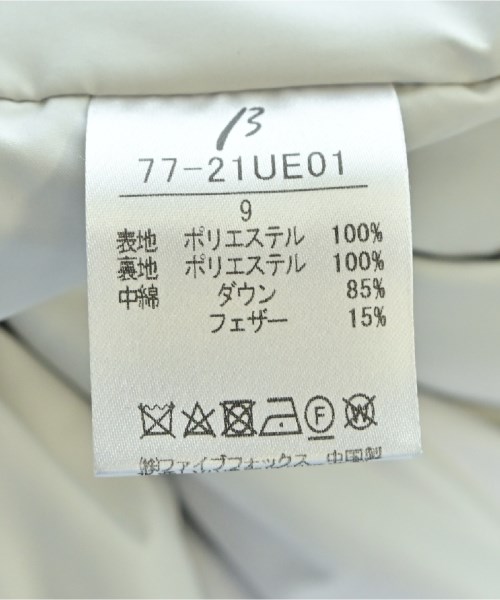 13
77-21UE01
9
表地 ポリエステル 100%
裏地 ポリエステル 100%
中綿 ダウン 85%
フェザー 15%
F W
㈱ファイブフォックス 中国製